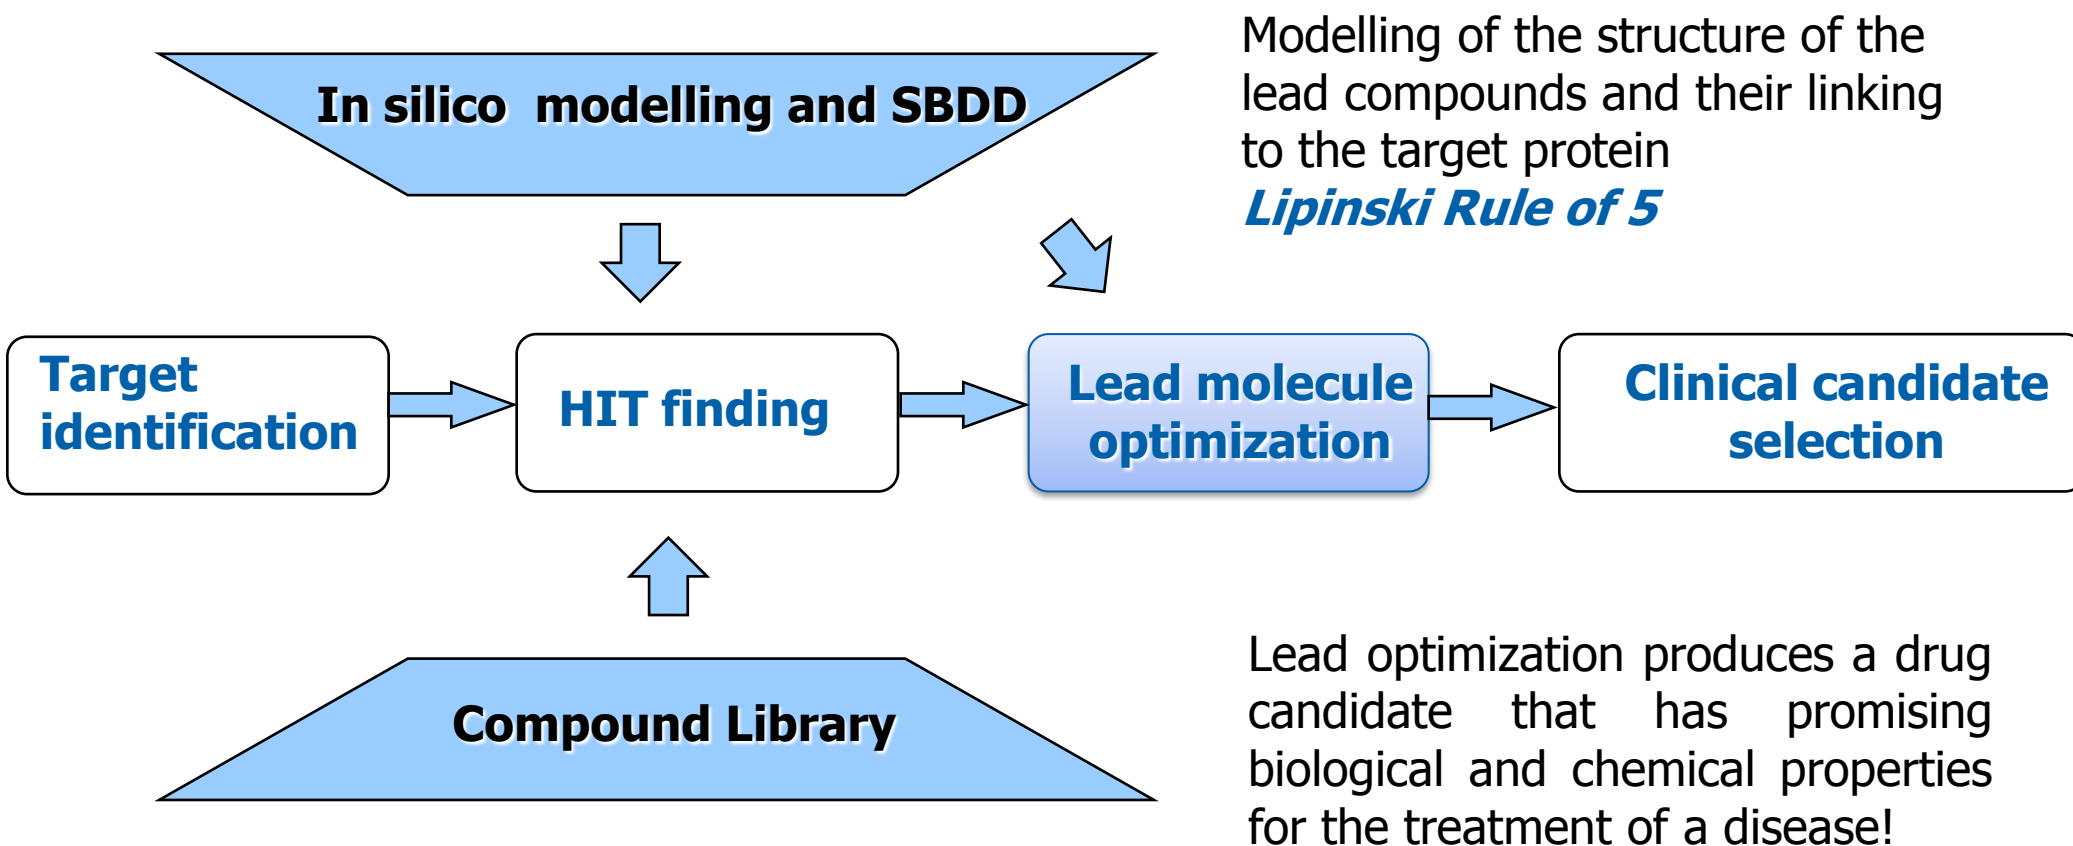 In silico  modelling and SBDD
Modelling of the structure of the
lead compounds and their linking
to the target protein
Lipinski Rule of 5
Target
identification
HIT finding
Lead molecule
optimization
Clinical candidate
selection
Compound Library
Lead optimization produces a drug
candidate that has promising
biological and chemical properties
for the treatment of a disease!